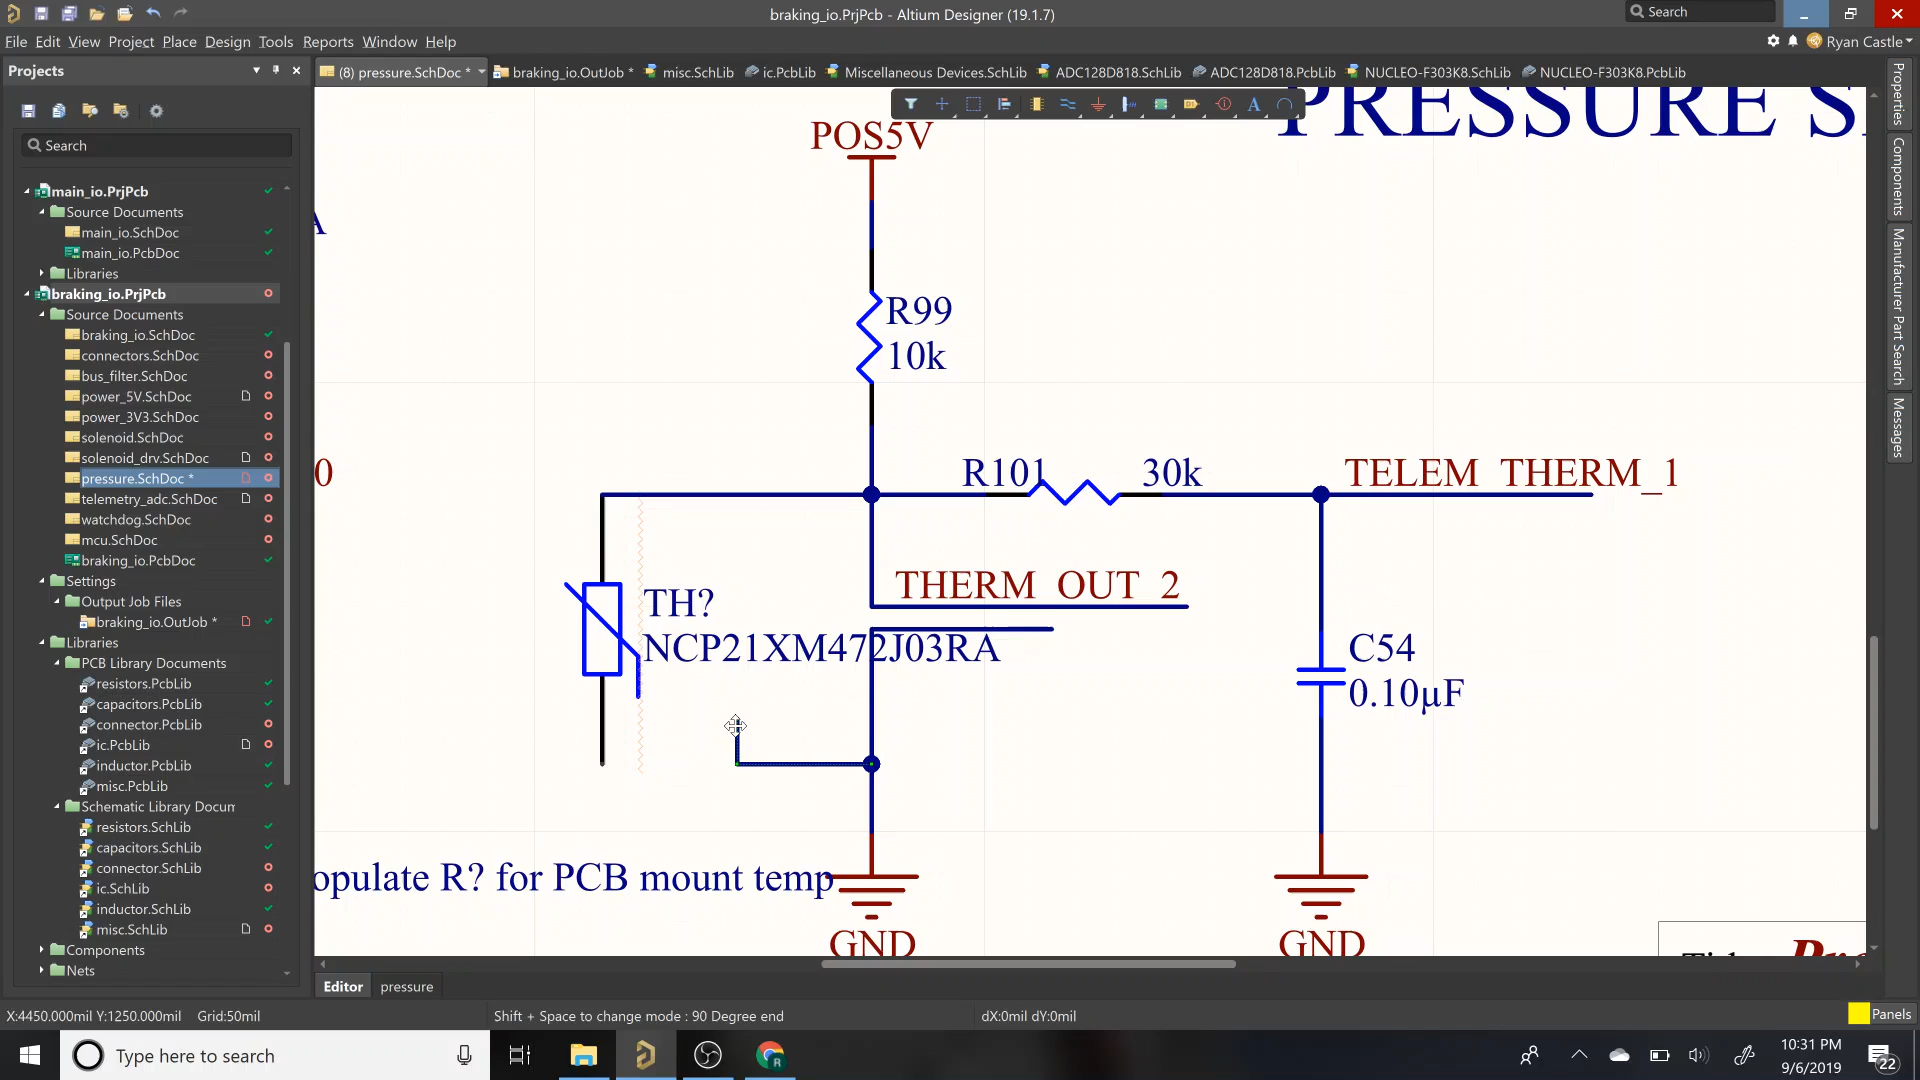 braking_io.PrjPcb - Altium Designer (19.1.7)
Search
File Edit View Project Place Design Tools Reports Window Help
Ryan Castle
Projects
(8) pressure.SchDoc *
braking_io.OutJob *
misc.SchLib
ic.PcbLib
Miscellaneous Devices.SchLib
ADC128D818.SchLib
ADC128D818.PcbLib
NUCLEO-F303K8.SchLib
NUCLEO-F303K8.PcbLib
Search
main_io.PrjPcb
Source Documents
main_io.SchDoc
main_io.PcbDoc
Libraries
braking_io.PrjPcb
Source Documents
braking_io.SchDoc
connectors.SchDoc
bus_filter.SchDoc
power_5V.SchDoc
power_3V3.SchDoc
solenoid.SchDoc
solenoid_drv.SchDoc
pressure.SchDoc *
telemetry_adc.SchDoc
watchdog.SchDoc
mcu.SchDoc
braking_io.PcbDoc
Settings
Output Job Files
braking_io.OutJob *
Libraries
PCB Library Documents
resistors.PcbLib
capacitors.PcbLib
connector.PcbLib
ic.PcbLib
inductor.PcbLib
misc.PcbLib
Schematic Library Docum
resistors.SchLib
capacitors.SchLib
connector.SchLib
ic.SchLib
inductor.SchLib
misc.SchLib
Components
Nets
PRESSURE S
POS5V
A
R99
10k
0
R101 30k
TELEM_THERM_1
THERM_OUT_2
TH?
NCP21XM472J03RA
C54
0.10µF
opulate R? for PCB mount temp
GND
GND
Properties
Components
Manufacturer Part Search
Messages
Editor pressure
X:4450.000mil Y:1250.000mil Grid:50mil
Shift + Space to change mode : 90 Degree end
dX:0mil dY:0mil
Panels
Type here to search
10:31 PM
9/6/2019
22